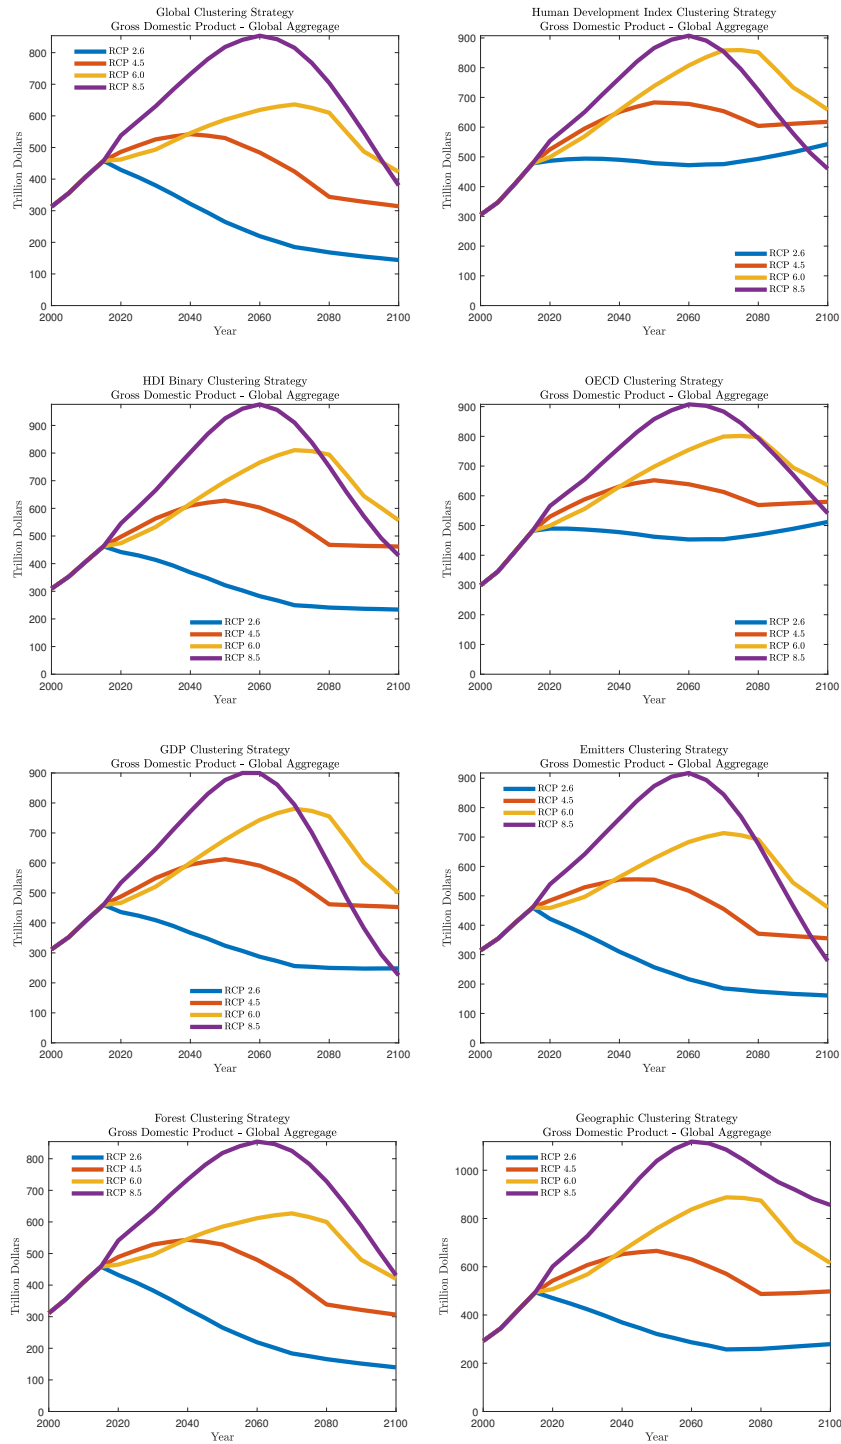 Global Clustering Strategy
Gross Domestic Product - Global Aggregage
Trillion Dollars
800
700
600
500
400
300
200
100
0
RCP 2.6
RCP 4.5
RCP 6.0
RCP 8.5
2000 2020 2040 2060 2080 2100
Year
Human Development Index Clustering Strategy
Gross Domestic Product - Global Aggregage
Trillion Dollars
900
800
700
600
500
400
300
200
100
0
RCP 2.6
RCP 4.5
RCP 6.0
RCP 8.5
2000 2020 2040 2060 2080 2100
Year
HDI Binary Clustering Strategy
Gross Domestic Product - Global Aggregage
Trillion Dollars
900
800
700
600
500
400
300
200
100
0
RCP 2.6
RCP 4.5
RCP 6.0
RCP 8.5
2000 2020 2040 2060 2080 2100
Year
OECD Clustering Strategy
Gross Domestic Product - Global Aggregage
Trillion Dollars
900
800
700
600
500
400
300
200
100
0
RCP 2.6
RCP 4.5
RCP 6.0
RCP 8.5
2000 2020 2040 2060 2080 2100
Year
GDP Clustering Strategy
Gross Domestic Product - Global Aggregage
Trillion Dollars
900
800
700
600
500
400
300
200
100
0
RCP 2.6
RCP 4.5
RCP 6.0
RCP 8.5
2000 2020 2040 2060 2080 2100
Year
Emitters Clustering Strategy
Gross Domestic Product - Global Aggregage
Trillion Dollars
900
800
700
600
500
400
300
200
100
0
RCP 2.6
RCP 4.5
RCP 6.0
RCP 8.5
2000 2020 2040 2060 2080 2100
Year
Forest Clustering Strategy
Gross Domestic Product - Global Aggregage
Trillion Dollars
800
700
600
500
400
300
200
100
0
RCP 2.6
RCP 4.5
RCP 6.0
RCP 8.5
2000 2020 2040 2060 2080 2100
Year
Geographic Clustering Strategy
Gross Domestic Product - Global Aggregage
Trillion Dollars
1000
800
600
400
200
0
RCP 2.6
RCP 4.5
RCP 6.0
RCP 8.5
2000 2020 2040 2060 2080 2100
Year